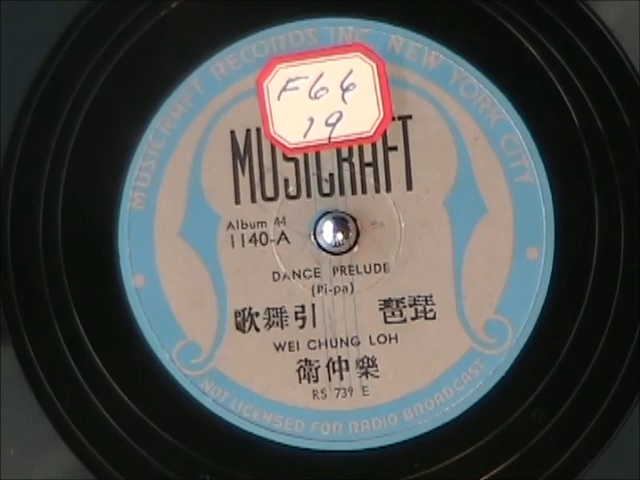 MUSICRAFT RECORDS INC. NEW YORK CITY
F64
19
MUSICRAFT
Album 44
1140-A
DANCE PRELUDE
(Pi-pa)
歌舞引 琶琵
WEI CHUNG LOH
衛仲樂
RS 739 E
NOT LICENSED FOR RADIO BROADCAST